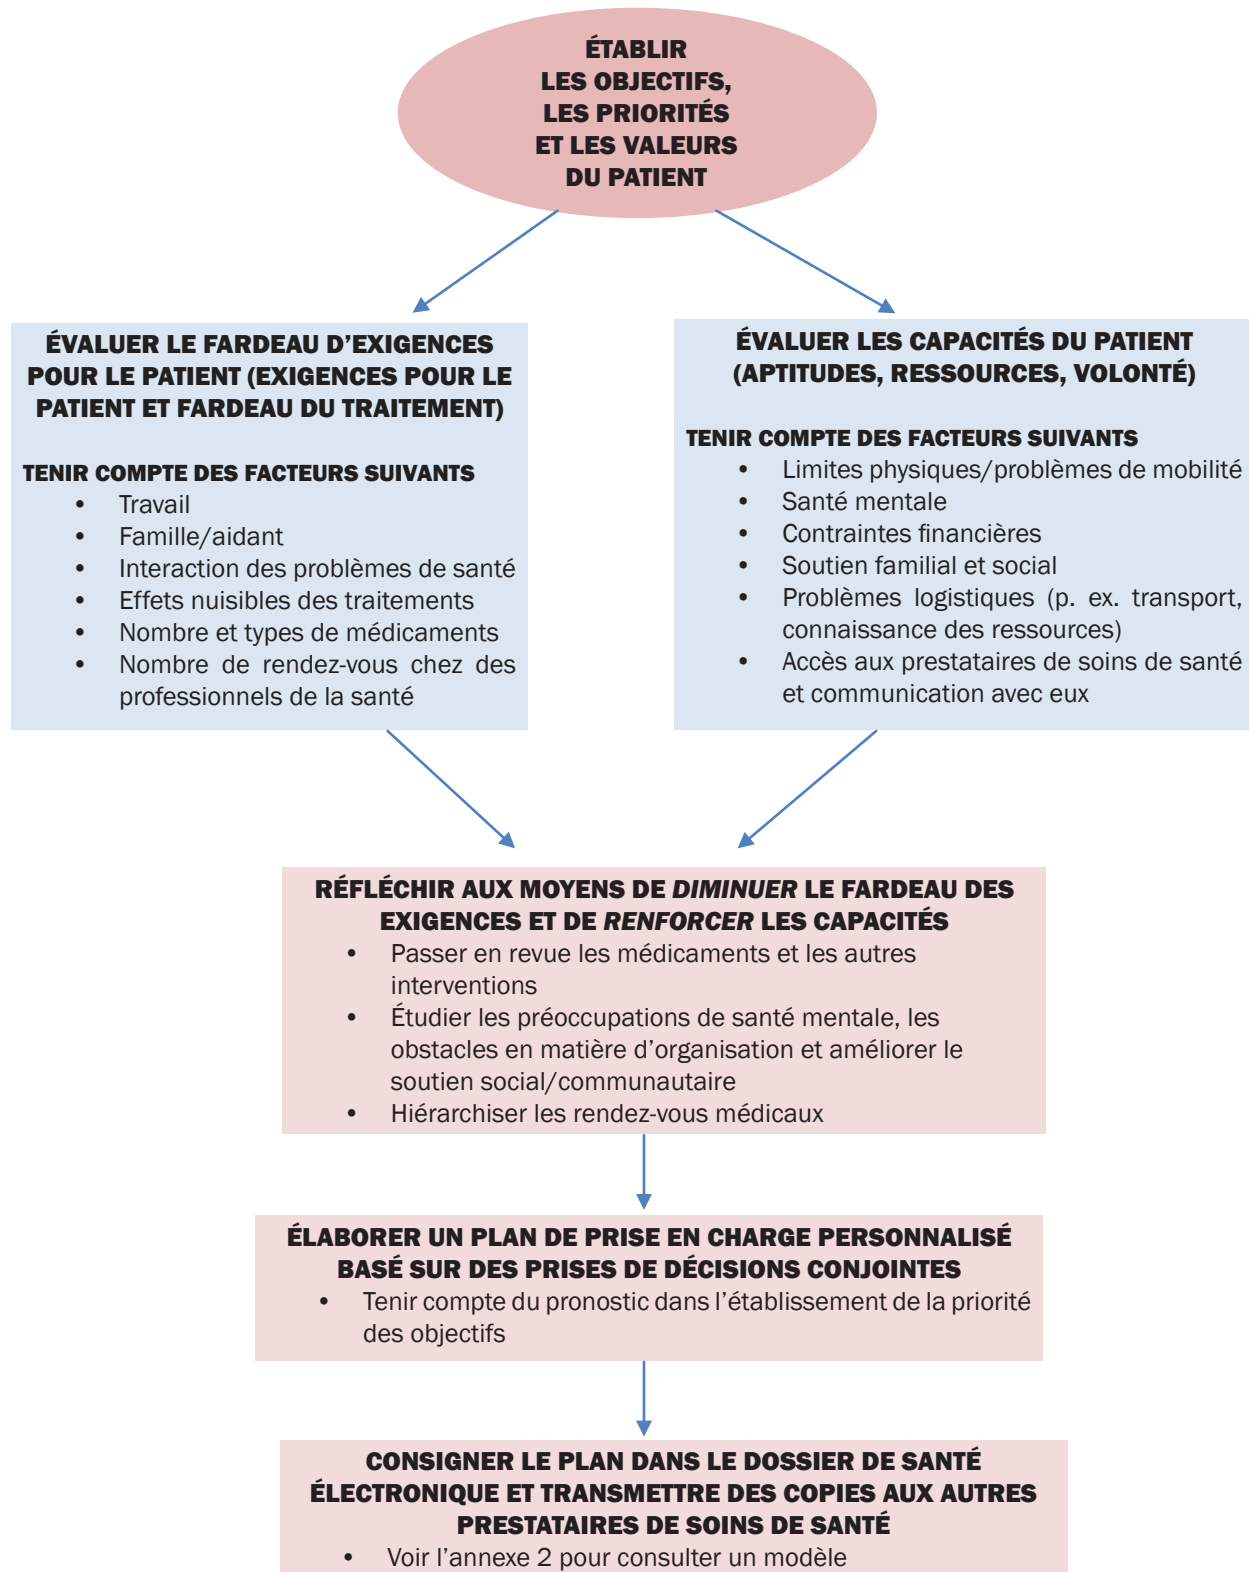 ÉTABLIR
LES OBJECTIFS,
LES PRIORITÉS
ET LES VALEURS
DU PATIENT
ÉVALUER LE FARDEAU D’EXIGENCES
POUR LE PATIENT (EXIGENCES POUR LE
PATIENT ET FARDEAU DU TRAITEMENT)
TENIR COMPTE DES FACTEURS SUIVANTS
• Travail
• Famille/aidant
• Interaction des problèmes de santé
• Effets nuisibles des traitements
• Nombre et types de médicaments
• Nombre de rendez-vous chez des
professionnels de la santé
ÉVALUER LES CAPACITÉS DU PATIENT
(APTITUDES, RESSOURCES, VOLONTÉ)
TENIR COMPTE DES FACTEURS SUIVANTS
• Limites physiques/problèmes de mobilité
• Santé mentale
• Contraintes financières
• Soutien familial et social
• Problèmes logistiques (p. ex. transport,
connaissance des ressources)
• Accès aux prestataires de soins de santé
et communication avec eux
RÉFLÉCHIR AUX MOYENS DE DIMINUER LE FARDEAU DES
EXIGENCES ET DE RENFORCER LES CAPACITÉS
• Passer en revue les médicaments et les autres
interventions
• Étudier les préoccupations de santé mentale, les
obstacles en matière d’organisation et améliorer le
soutien social/communautaire
• Hiérarchiser les rendez-vous médicaux
ÉLABORER UN PLAN DE PRISE EN CHARGE PERSONNALISÉ
BASÉ SUR DES PRISES DE DÉCISIONS CONJOINTES
• Tenir compte du pronostic dans l’établissement de la priorité
des objectifs
CONSIGNER LE PLAN DANS LE DOSSIER DE SANTÉ
ÉLECTRONIQUE ET TRANSMETTRE DES COPIES AUX AUTRES
PRESTATAIRES DE SOINS DE SANTÉ
• Voir l’annexe 2 pour consulter un modèle